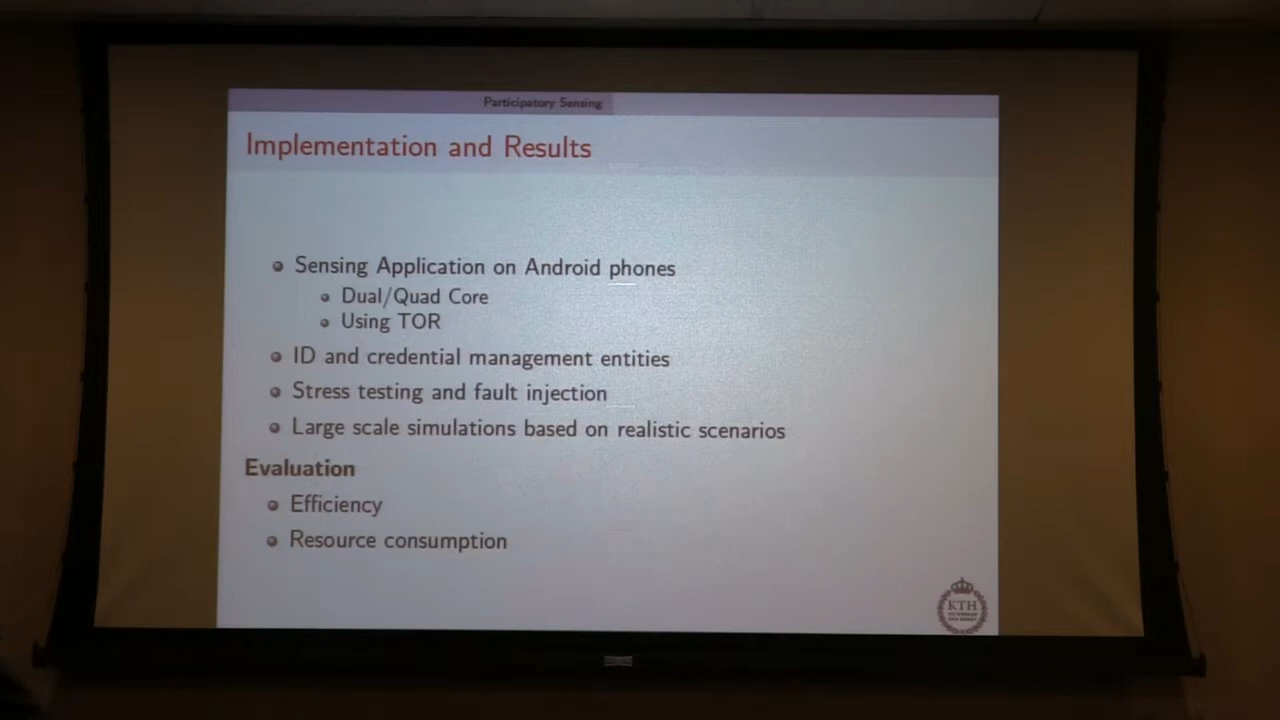 Participatory Sensing
Implementation and Results
Sensing Application on Android phones
Dual/Quad Core
Using TOR
ID and credential management entities
Stress testing and fault injection
Large scale simulations based on realistic scenarios
Evaluation
Efficiency
Resource consumption
KTH